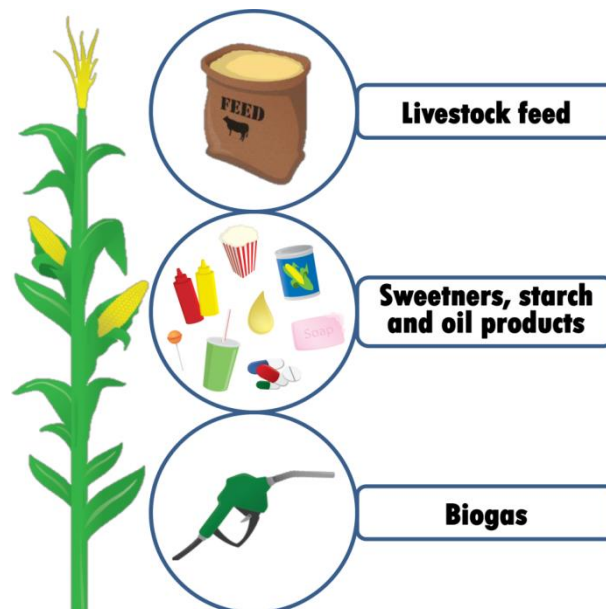 FEED
Livestock feed
Sweetners, starch
and oil products
Soap
Biogas